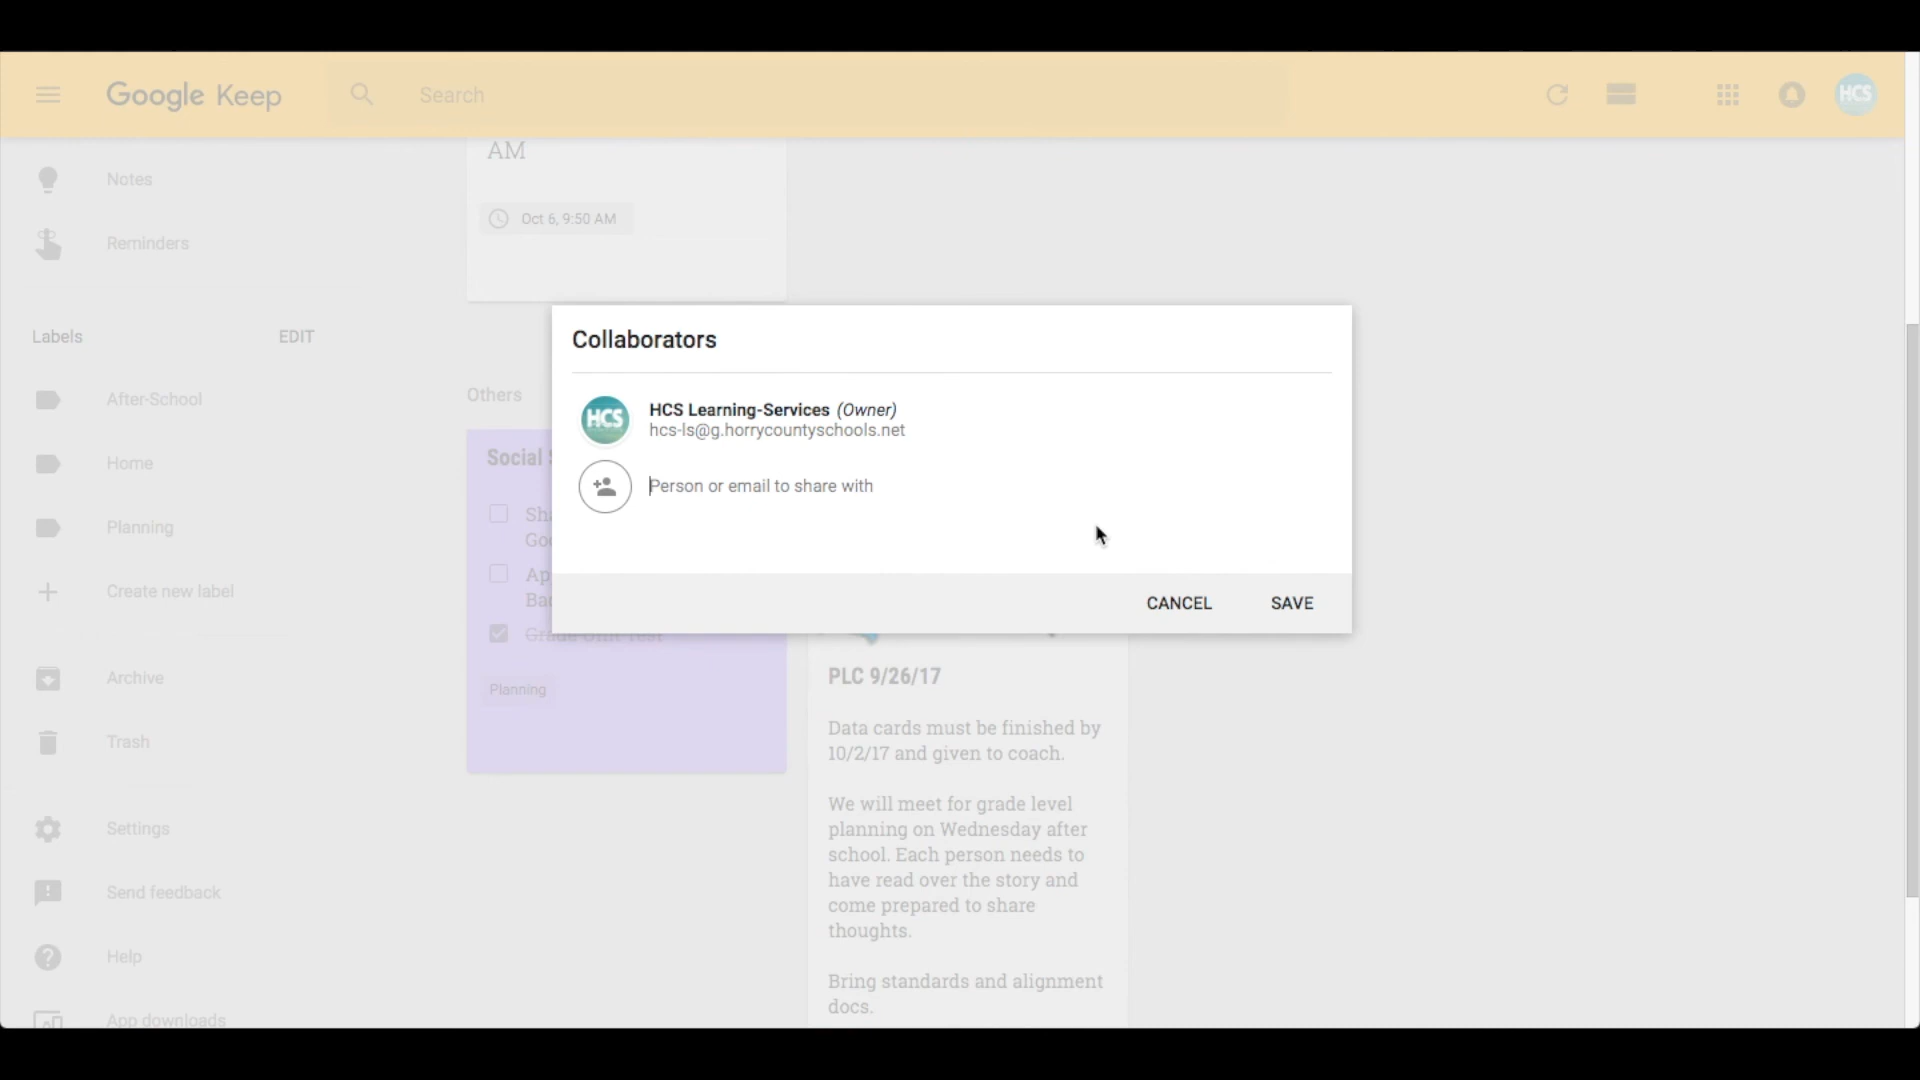 Google Keep
Search
HCS
AM
Notes
Oct 6, 9:50 AM
Reminders
Labels
EDIT
Collaborators
After-School
Others
HCS
HCS Learning-Services (Owner)
hcs-ls@g.horrycountyschools.net
Home
Social
Person or email to share with
Planning
Create new label
CANCEL
SAVE
Grade Unit Test
Archive
PLC 9/26/17
Planning
Trash
Data cards must be finished by
10/2/17 and given to coach.
We will meet for grade level
planning on Wednesday after
school. Each person needs to
have read over the story and
come prepared to share
thoughts.
Settings
Send feedback
Help
Bring standards and alignment
docs.
App downloads